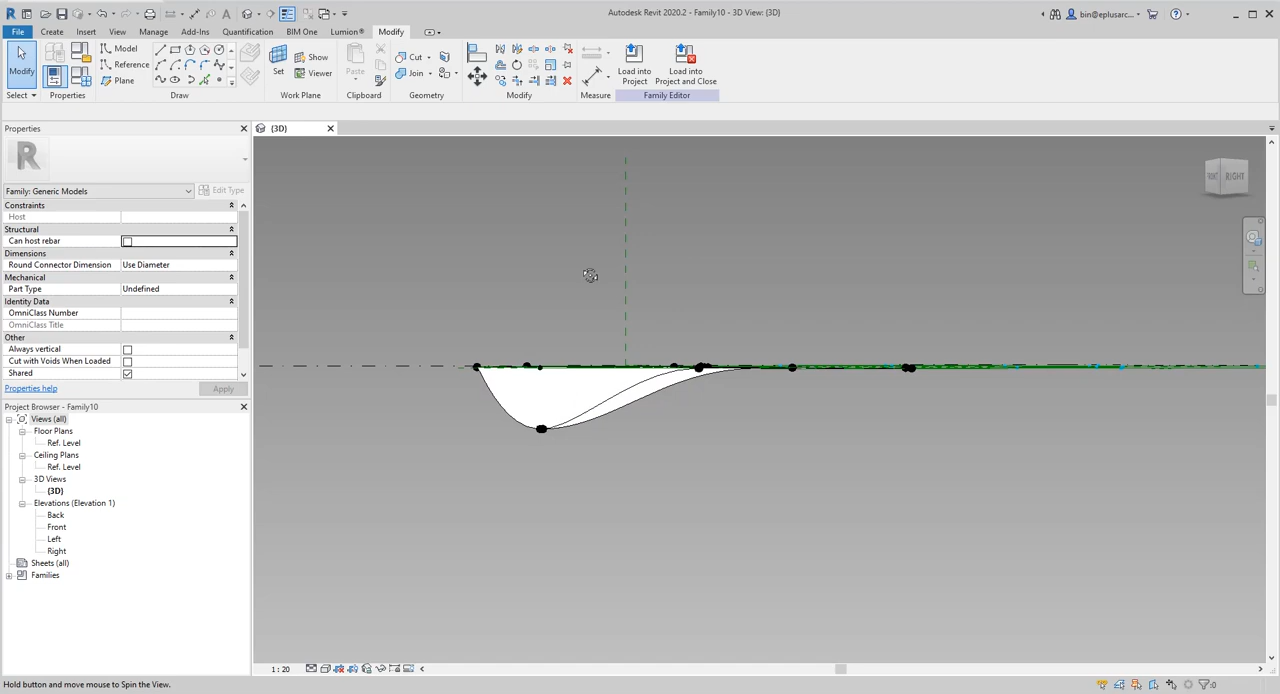 Autodesk Revit 2020.2 - Family10 - 3D View: {3D}
bin@eplusarc...
File Create Insert View Manage Add-Ins Quantification BIM One Lumion® Modify
Modify
Model
Reference
Plane
Set
Show
Viewer
Paste
Cut
Join
Load into
Project
Load into
Project and Close
Select Properties Draw Work Plane Clipboard Geometry Modify Measure Family Editor
Properties
{3D}
FRONT RIGHT
Family: Generic Models
Edit Type
Constraints
Host
Structural
Can host rebar
Dimensions
Round Connector Dimension Use Diameter
Mechanical
Part Type Undefined
Identity Data
OmniClass Number
OmniClass Title
Other
Always vertical
Cut with Voids When Loaded
Shared
Properties help
Apply
Project Browser - Family10
Views (all)
Floor Plans
Ref. Level
Ceiling Plans
Ref. Level
3D Views
{3D}
Elevations (Elevation 1)
Back
Front
Left
Right
Sheets (all)
Families
1 : 20
Hold button and move mouse to Spin the View.
:0